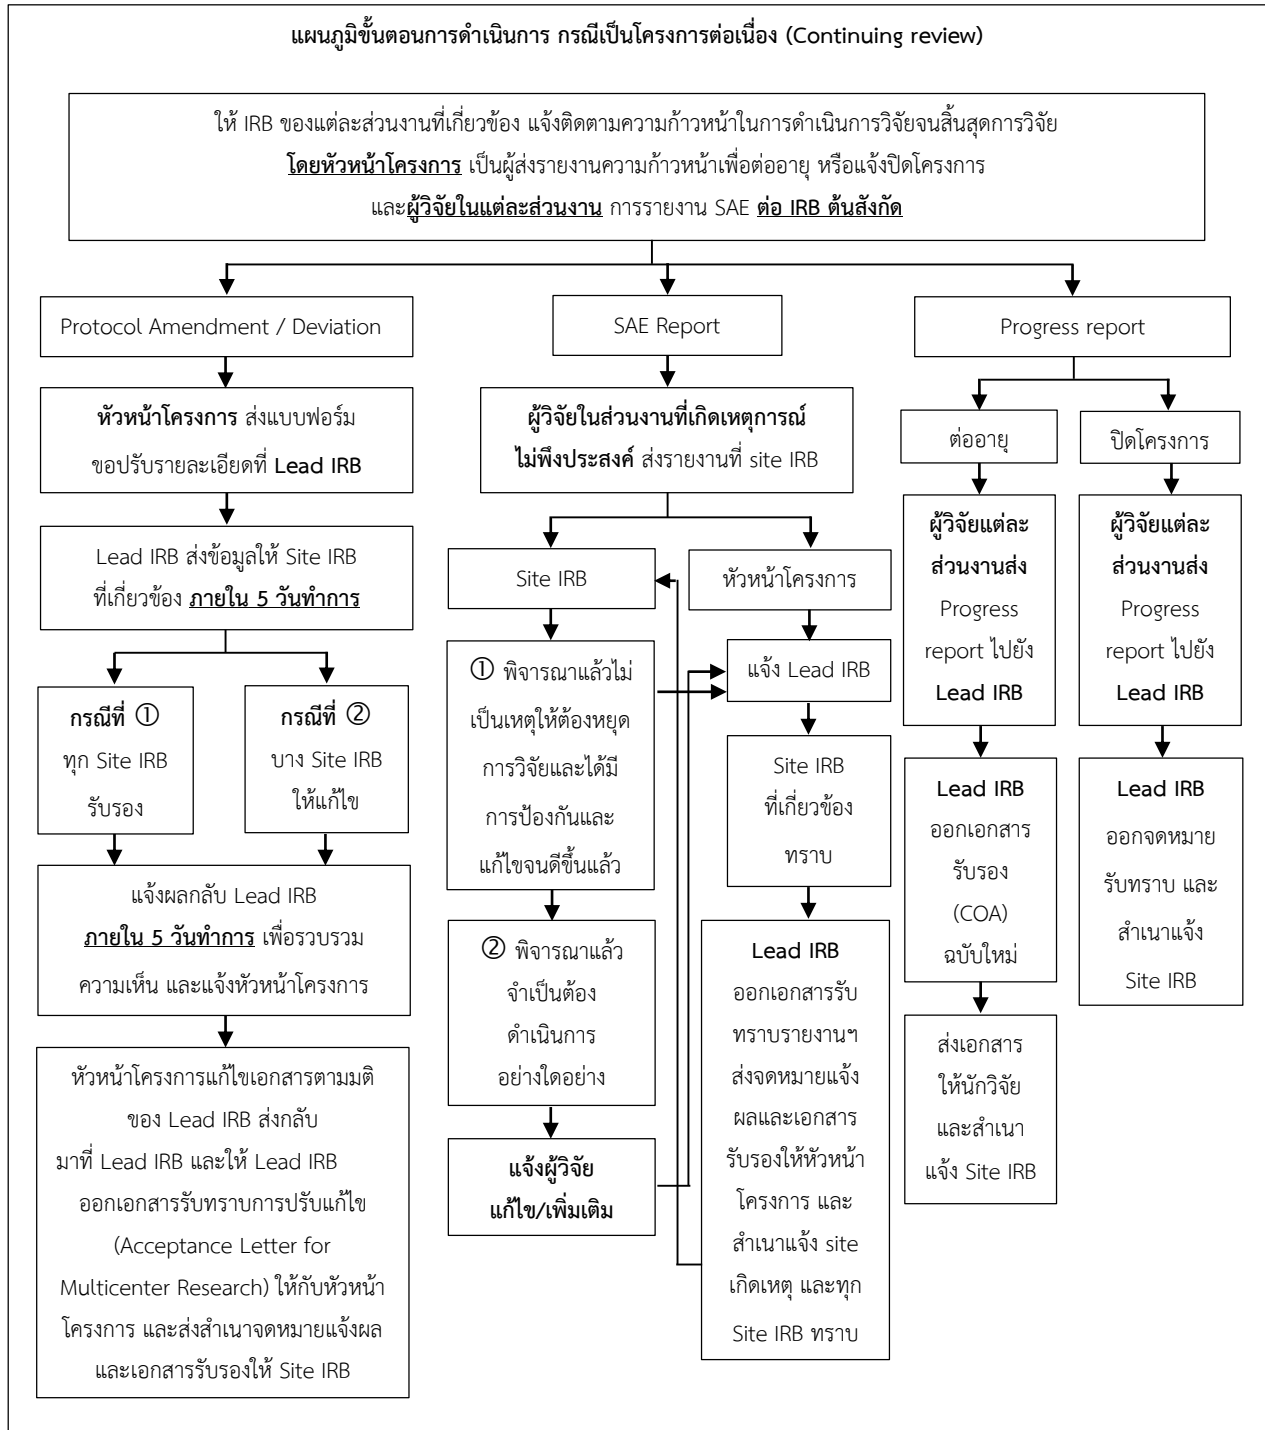 แผนภูมิขั้นตอนการดำเนินการ กรณีเป็นโครงการต่อเนื่อง (Continuing review)
ให้ IRB ของแต่ละส่วนงานที่เกี่ยวข้อง แจ้งติดตามความก้าวหน้าในการดำเนินการวิจัยจนสิ้นสุดการวิจัย
โดยหัวหน้าโครงการ เป็นผู้ส่งรายงานความก้าวหน้าเพื่อต่ออายุ หรือแจ้งปิดโครงการ
และผู้วิจัยในแต่ละส่วนงาน การรายงาน SAE ต่อ IRB ต้นสังกัด
Protocol Amendment / Deviation
หัวหน้าโครงการ ส่งแบบฟอร์ม
ขอปรับรายละเอียดที่ Lead IRB
Lead IRB ส่งข้อมูลให้ Site IRB
ที่เกี่ยวข้อง ภายใน 5 วันทำการ
กรณีที่ ①
ทุก Site IRB
รับรอง
กรณีที่ ②
บาง Site IRB
ให้แก้ไข
แจ้งผลกลับ Lead IRB
ภายใน 5 วันทำการ เพื่อรวบรวม
ความเห็น และแจ้งหัวหน้าโครงการ
หัวหน้าโครงการแก้ไขเอกสารตามมติ
ของ Lead IRB ส่งกลับ
มาที่ Lead IRB และให้ Lead IRB
ออกเอกสารรับทราบการปรับแก้ไข
(Acceptance Letter for
Multicenter Research) ให้กับหัวหน้า
โครงการ และส่งสำเนาจดหมายแจ้งผล
และเอกสารรับรองให้ Site IRB
SAE Report
ผู้วิจัยในส่วนงานที่เกิดเหตุการณ์
ไม่พึงประสงค์ ส่งรายงานที่ site IRB
Site IRB
① พิจารณาแล้วไม่
เป็นเหตุให้ต้องหยุด
การวิจัยและได้มี
การป้องกันและ
แก้ไขจนดีขึ้นแล้ว
② พิจารณาแล้ว
จำเป็นต้อง
ดำเนินการ
อย่างใดอย่าง
แจ้งผู้วิจัย
แก้ไข/เพิ่มเติม
หัวหน้าโครงการ
แจ้ง Lead IRB
Site IRB
ที่เกี่ยวข้อง
ทราบ
Lead IRB
ออกเอกสารรับ
ทราบรายงานฯ
ส่งจดหมายแจ้ง
ผลและเอกสาร
รับรองให้หัวหน้า
โครงการ และ
สำเนาแจ้ง site
เกิดเหตุ และทุก
Site IRB ทราบ
Progress report
ต่ออายุ
ผู้วิจัยแต่ละ
ส่วนงานส่ง
Progress
report ไปยัง
Lead IRB
Lead IRB
ออกเอกสาร
รับรอง
(COA)
ฉบับใหม่
ส่งเอกสาร
ให้นักวิจัย
และสำเนา
แจ้ง Site IRB
ปิดโครงการ
ผู้วิจัยแต่ละ
ส่วนงานส่ง
Progress
report ไปยัง
Lead IRB
Lead IRB
ออกจดหมาย
รับทราบ และ
สำเนาแจ้ง
Site IRB